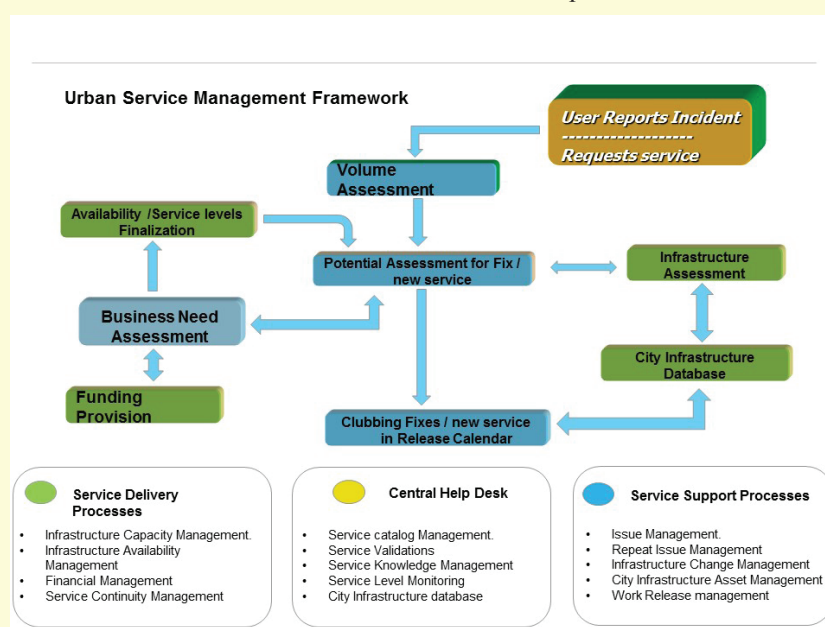 Urban Service Management Framework
User Reports Incident
--------------------
Requests service
Volume
Assessment
Availability /Service levels
Finalization
Potential Assessment for Fix /
new service
Infrastructure
Assessment
Business Need
Assessment
City Infrastructure
Database
Funding
Provision
Clubbing Fixes / new service
in Release Calendar
Service Delivery
Processes
• Infrastructure Capacity Management.
• Infrastructure Availability
Management
• Financial Management
• Service Continuity Management
Central Help Desk
• Service catalog Management.
• Service Validations
• Service Knowledge Management
• Service Level Monitoring
• City Infrastructure database
Service Support Processes
• Issue Management.
• Repeat Issue Management
• Infrastructure Change Management
• City Infrastructure Asset Management
• Work Release management